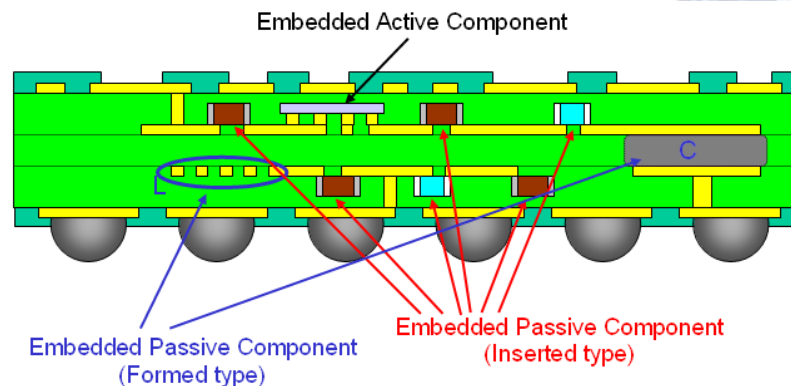 Embedded Active Component
C
L
Embedded Passive Component
(Inserted type)
Embedded Passive Component
(Formed type)